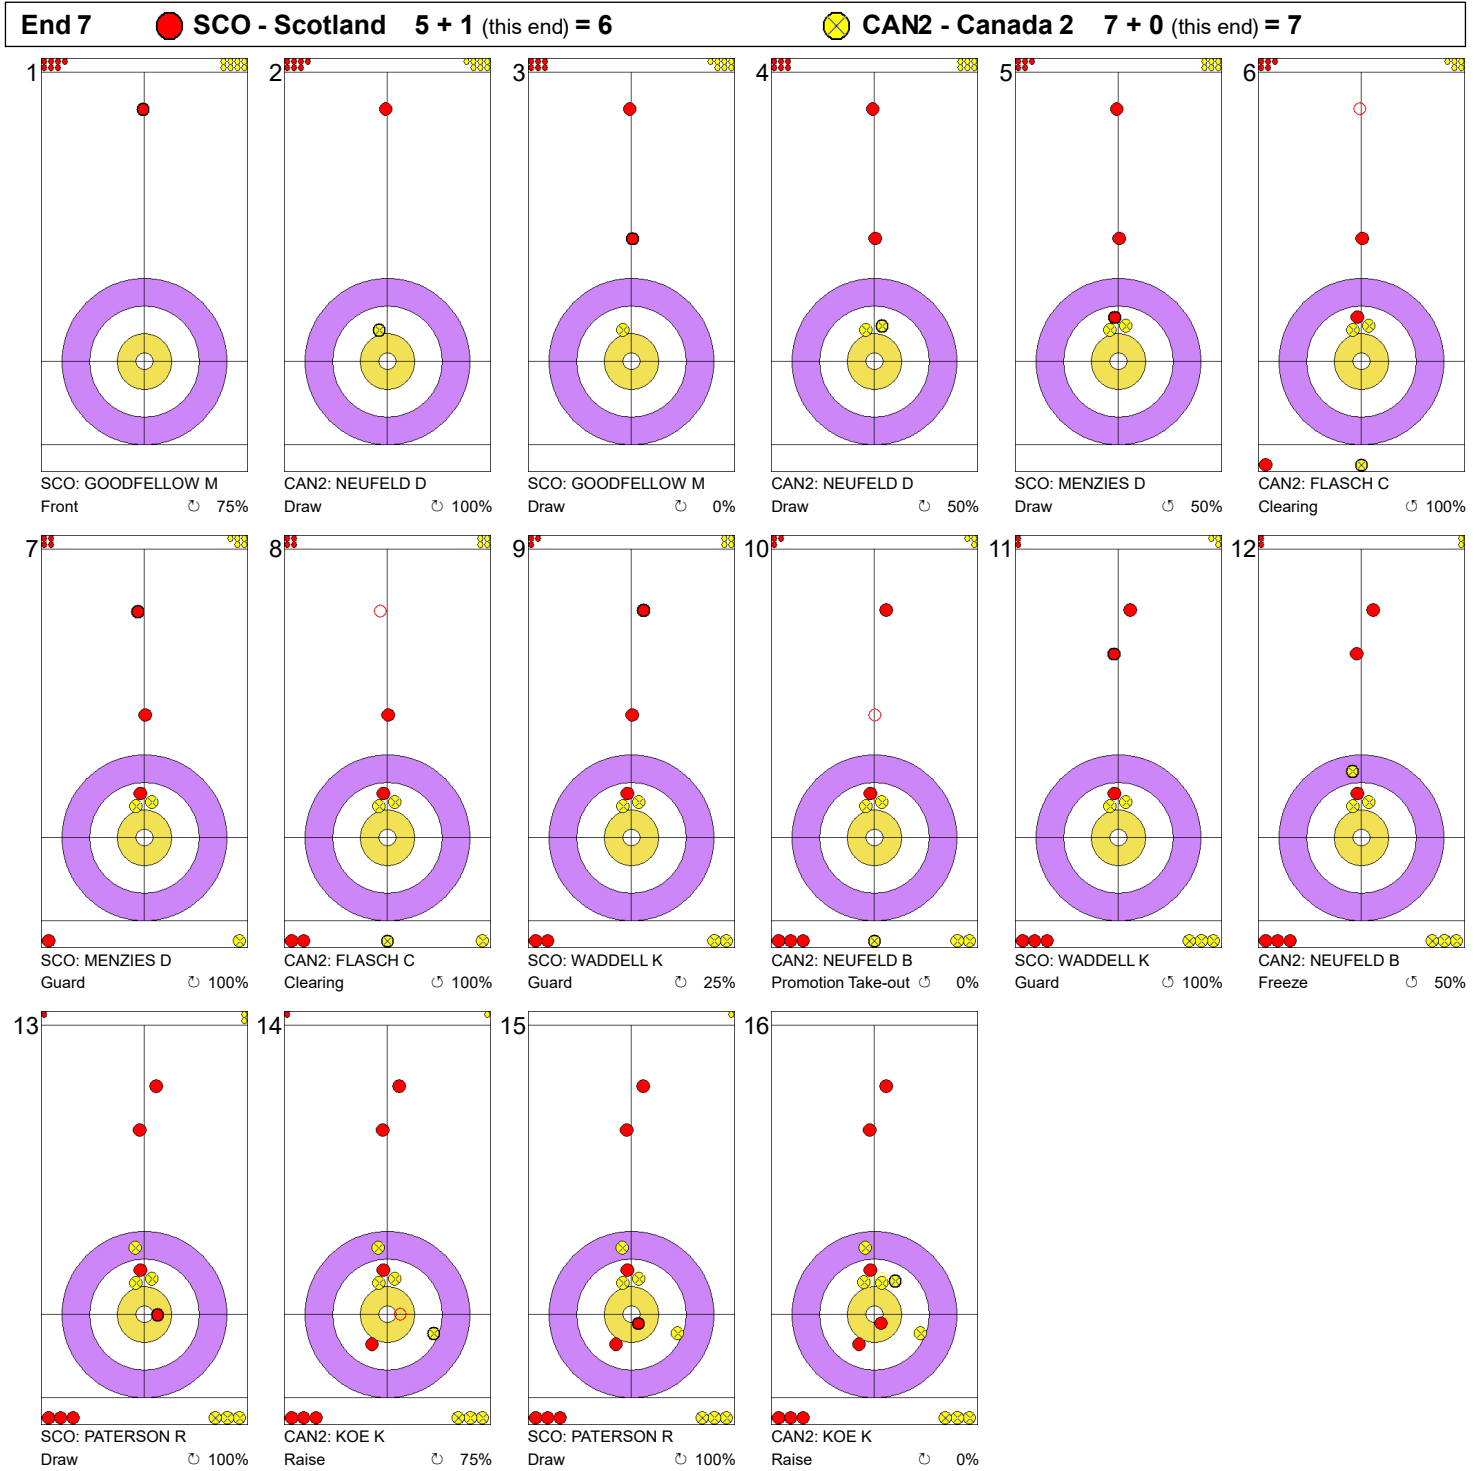 End 7 SCO - Scotland 5 + 1 (this end) = 6 CAN2 - Canada 2 7 + 0 (this end) = 7
1 2 3 4 5 6
SCO: GOODFELLOW M CAN2: NEUFELD D SCO: GOODFELLOW M CAN2: NEUFELD D SCO: MENZIES D CAN2: FLASCH C
Front ↻ 75% Draw ↻ 100% Draw ↻ 0% Draw ↻ 50% Draw ↻ 50% Clearing ↺ 100%
7 8 9 10 11 12
SCO: MENZIES D CAN2: FLASCH C SCO: WADDELL K CAN2: NEUFELD B SCO: WADDELL K CAN2: NEUFELD B
Guard ↻ 100% Clearing ↺ 100% Guard ↺ 25% Promotion Take-out ↺ 0% Guard ↻ 100% Freeze ↺ 50%
13 14 15 16
SCO: PATERSON R CAN2: KOE K SCO: PATERSON R CAN2: KOE K
Draw ↻ 100% Raise ↻ 75% Draw ↻ 100% Raise ↻ 0%